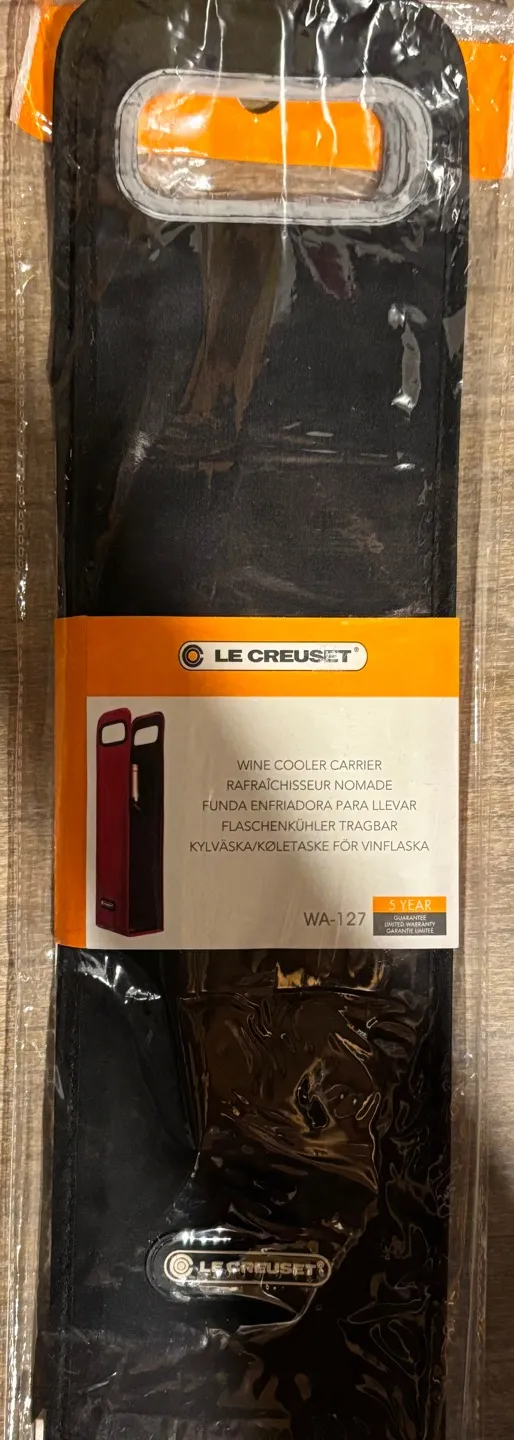 LE CREUSET®
WINE COOLER CARRIER
RAFRAÎCHISSEUR NOMADE
FUNDA ENFRIADORA PARA LLEVAR
FLASCHENKÜHLER TRAGBAR
KYLVÄSKA/KØLETASKE FÖR VINFLASKA
WA-127
5 YEAR
GUARANTEE
LIMITED WARRANTY
GARANTIE LIMITÉE
LE CREUSET®